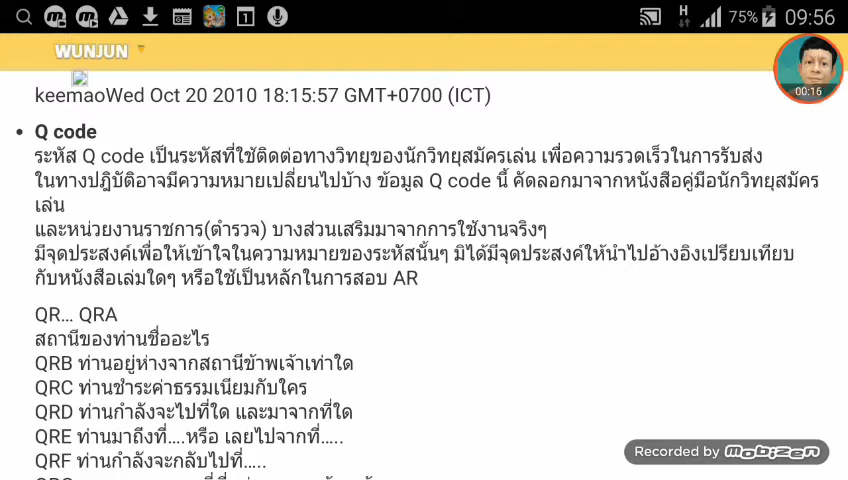 75% 09:56
WUNJUN
00:16
keemaoWed Oct 20 2010 18:15:57 GMT+0700 (ICT)
Q code
ระหัส Q code เป็นระหัสที่ใช้ติดต่อทางวิทยุของนักวิทยุสมัครเล่น เพื่อความรวดเร็วในการรับส่ง
ในทางปฎิบัติอาจมีความหมายเปลี่ยนไปบ้าง ข้อมูล Q code นี้ คัดลอกมาจากหนังสือคู่มือนักวิทยุสมัคร
เล่น
และหน่วยงานราชการ(ตำรวจ) บางส่วนเสริมมาจากการใช้งานจริงๆ
มีจุดประสงค์เพื่อให้เข้าใจในความหมายของระหัสนั้นๆ มิได้มีจุดประสงค์ให้นำไปอ้างอิงเปรียบเทียบ
กับหนังสือเล่มใดๆ หรือใช้เป็นหลักในการสอบ AR
QR... QRA
สถานีของท่านชื่ออะไร
QRB ท่านอยู่ห่างจากสถานีข้าพเจ้าเท่าใด
QRC ท่านชำระค่าธรรมเนียมกับใคร
QRD ท่านกำลังจะไปที่ใด และมาจากที่ใด
QRE ท่านมาถึงที่....หรือ เลยไปจากที่.....
QRF ท่านกำลังจะกลับไปที่.....
Recorded by MOBIZEN